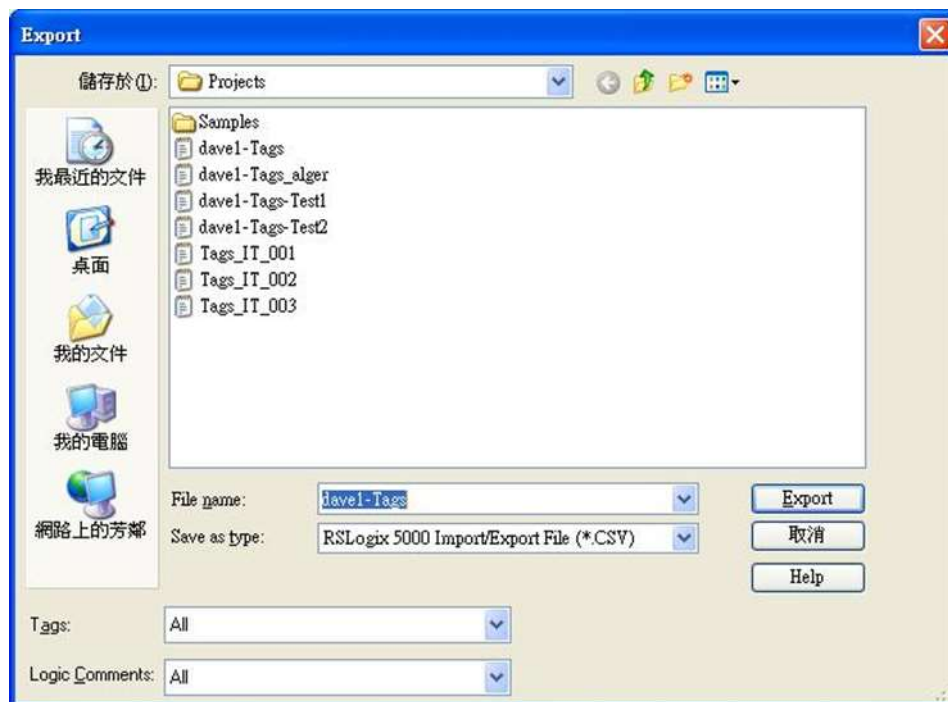 Export
儲存於(I):
Projects
我最近的文件
桌面
我的文件
我的電腦
網路上的芳鄰
Samples
dave1-Tags
dave1-Tags_alger
dave1-Tags-Test1
dave1-Tags-Test2
Tags_IT_001
Tags_IT_002
Tags_IT_003
File name:
dave1-Tags
Export
Save as type:
RSLogix 5000 Import/Export File (*.CSV)
取消
Help
Tags:
All
Logic Comments:
All